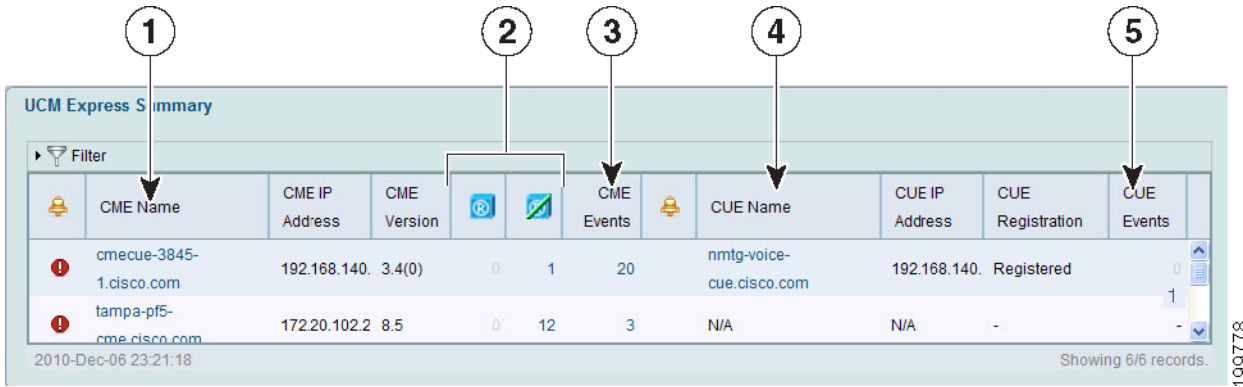 1 2 3 4 5
UCM Express Summary
Filter
CME Name CME IP Address CME Version R CME Events CUE Name CUE IP Address CUE Registration CUE Events
cmecue-3845-1.cisco.com 192.168.140. 3.4(0) 0 1 20 nmtg-voice-cue.cisco.com 192.168.140. Registered 0
1
tampa-pf5-cme.cisco.com 172.20.102.2 8.5 0 12 3 N/A N/A - -
2010-Dec-06 23:21:18 Showing 6/6 records.
199778